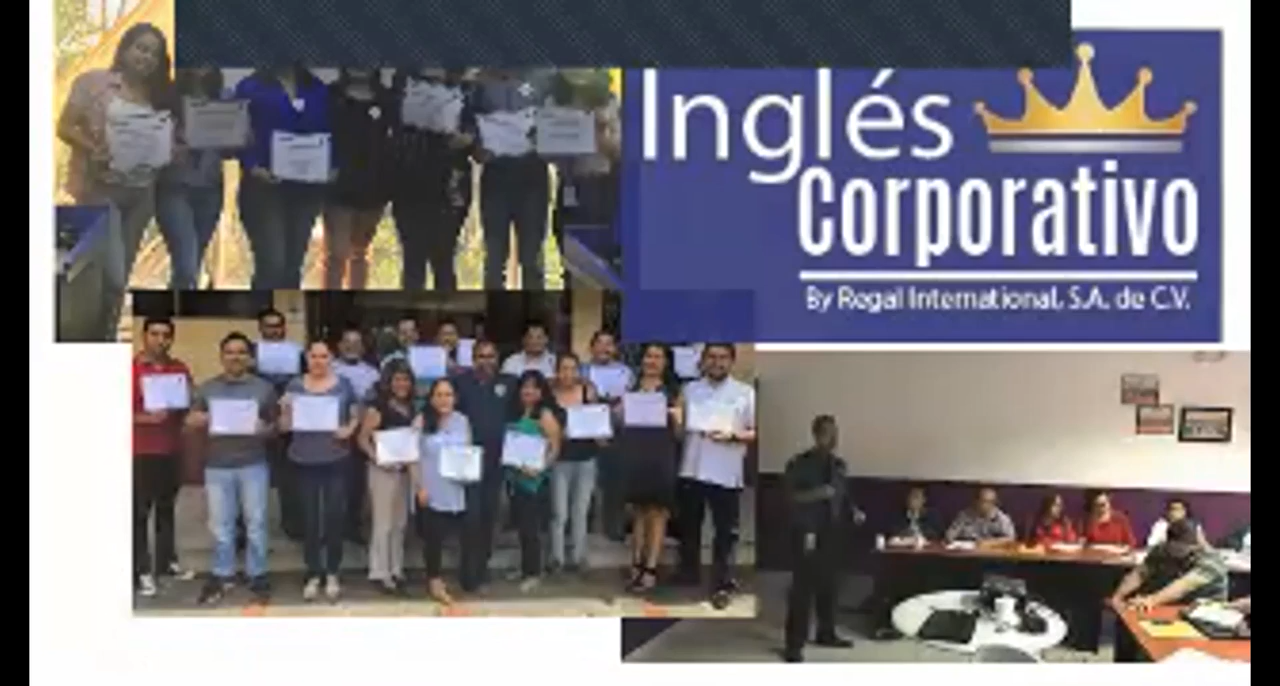 Inglés
Corporativo
By Regal International, S.A. de C.V.